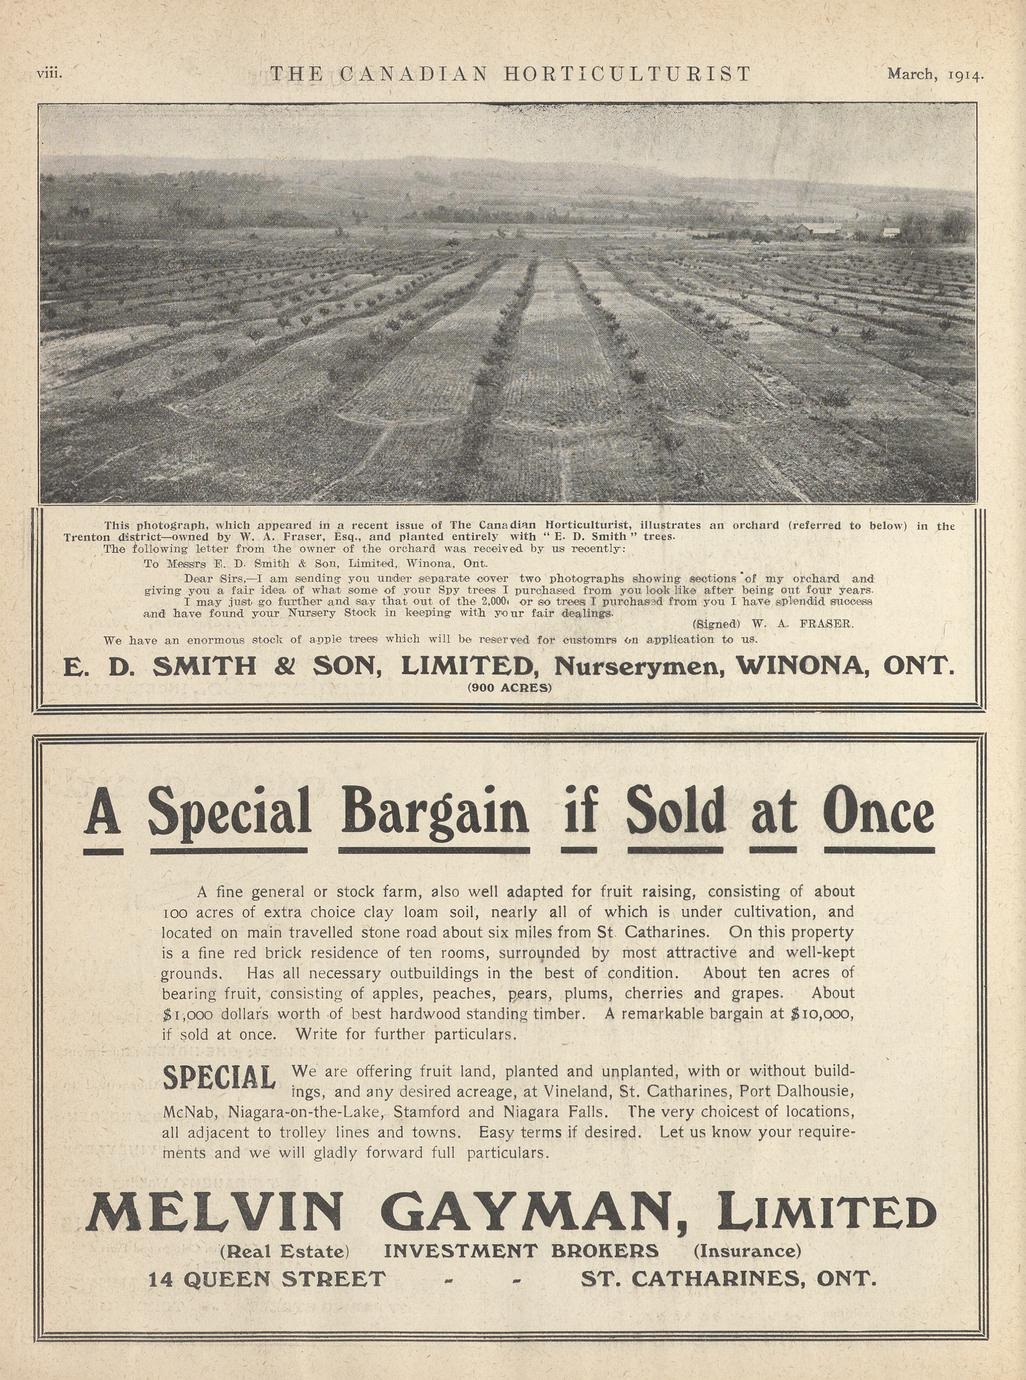 viii.
THE CANADIAN HORTICULTURIST
March, 1914.
This photograph, which appeared in a recent issue of The Canadian Horticulturist, illustrates an orchard (referred to below) in the
Trenton district—owned by W. A. Fraser, Esq., and planted entirely with " E. D. Smith " trees.
The following letter from the owner of the orchard was received by us recently:
To Messrs E. D. Smith & Son, Limited, Winona, Ont.
Dear Sirs,—I am sending you under separate cover two photographs showing sections of my orchard and
giving you a fair idea of what some of your Spy trees I purchased from you look like after being out four years.
I may just go further and say that out of the 2,000, or so trees I purchased from you I have splendid success
and have found your Nursery Stock in keeping with your fair dealings.
(Signed) W. A. FRASER.
We have an enormous stock of apple trees which will be reserved for customrs on application to us.
E. D. SMITH & SON, LIMITED, Nurserymen, WINONA, ONT.
(900 ACRES)
A Special Bargain if Sold at Once
A fine general or stock farm, also well adapted for fruit raising, consisting of about
100 acres of extra choice clay loam soil, nearly all of which is under cultivation, and
located on main travelled stone road about six miles from St. Catharines. On this property
is a fine red brick residence of ten rooms, surrounded by most attractive and well-kept
grounds. Has all necessary outbuildings in the best of condition. About ten acres of
bearing fruit, consisting of apples, peaches, pears, plums, cherries and grapes. About
$1,000 dollars worth of best hardwood standing timber. A remarkable bargain at $10,000,
if sold at once. Write for further particulars.
SPECIAL We are offering fruit land, planted and unplanted, with or without build-
ings, and any desired acreage, at Vineland, St. Catharines, Port Dalhousie,
McNab, Niagara-on-the-Lake, Stamford and Niagara Falls. The very choicest of locations,
all adjacent to trolley lines and towns. Easy terms if desired. Let us know your require-
ments and we will gladly forward full particulars.
MELVIN GAYMAN, LIMITED
(Real Estate) INVESTMENT BROKERS (Insurance)
14 QUEEN STREET - - ST. CATHARINES, ONT.